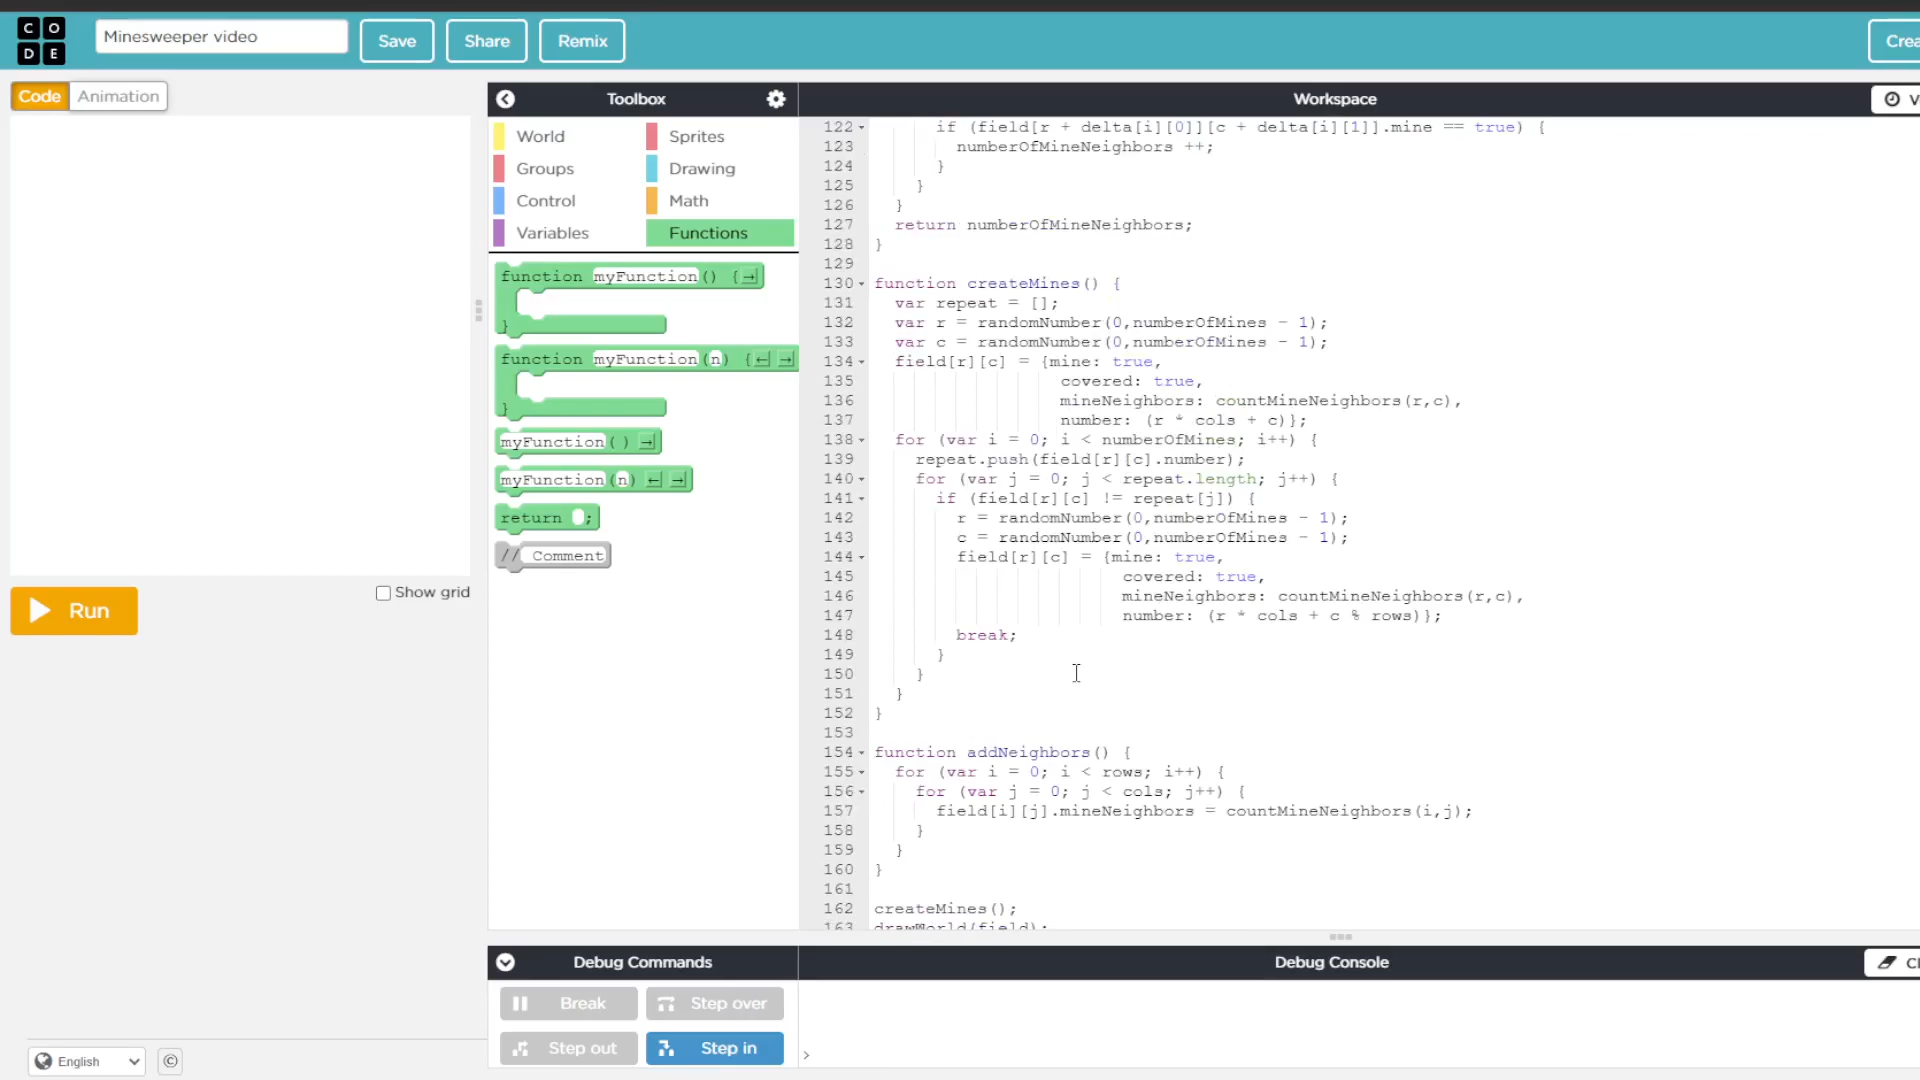 C O
D E
Minesweeper video
Save
Share
Remix
Crea
Code
Animation
Toolbox
Workspace
V
World
Sprites
Groups
Drawing
Control
Math
Variables
Functions
function myFunction() {→
}
function myFunction(n) {← →
}
myFunction() →
myFunction(n) ← →
return ;
// Comment
122 if (field[r + delta[i][0]][c + delta[i][1]].mine == true) {
123 numberOfMineNeighbors ++;
124 }
125 }
126 }
127 return numberOfMineNeighbors;
128 }
129
130 function createMines() {
131 var repeat = [];
132 var r = randomNumber(0,numberOfMines - 1);
133 var c = randomNumber(0,numberOfMines - 1);
134 field[r][c] = {mine: true,
135 covered: true,
136 mineNeighbors: countMineNeighbors(r,c),
137 number: (r * cols + c)};
138 for (var i = 0; i < numberOfMines; i++) {
139 repeat.push(field[r][c].number);
140 for (var j = 0; j < repeat.length; j++) {
141 if (field[r][c] != repeat[j]) {
142 r = randomNumber(0,numberOfMines - 1);
143 c = randomNumber(0,numberOfMines - 1);
144 field[r][c] = {mine: true,
145 covered: true,
146 mineNeighbors: countMineNeighbors(r,c),
147 number: (r * cols + c % rows)};
148 break;
149 }
150 }
151 }
152 }
153
154 function addNeighbors() {
155 for (var i = 0; i < rows; i++) {
156 for (var j = 0; j < cols; j++) {
157 field[i][j].mineNeighbors = countMineNeighbors(i,j);
158 }
159 }
160 }
161
162 createMines();
163 drawWorld(field);
Run
Show grid
Debug Commands
Debug Console
Cl
Break
Step over
Step out
Step in
>
English
©